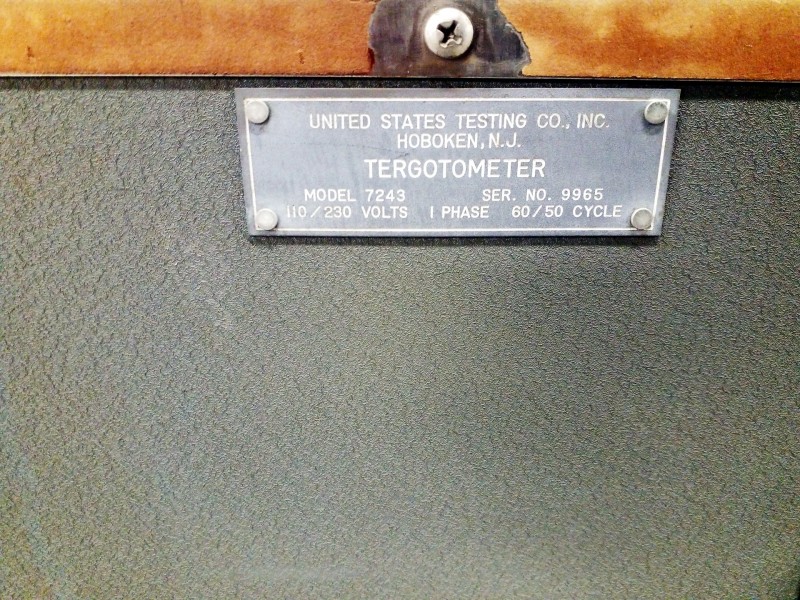 UNITED STATES TESTING CO., INC.
HOBOKEN, N.J.
TERGOTOMETER
MODEL 7243 SER. NO. 9965
110/230 VOLTS 1 PHASE 60/50 CYCLE